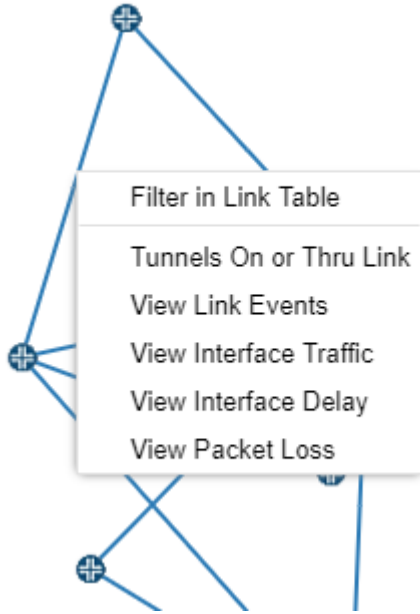 Filter in Link Table
Tunnels On or Thru Link
View Link Events
View Interface Traffic
View Interface Delay
View Packet Loss